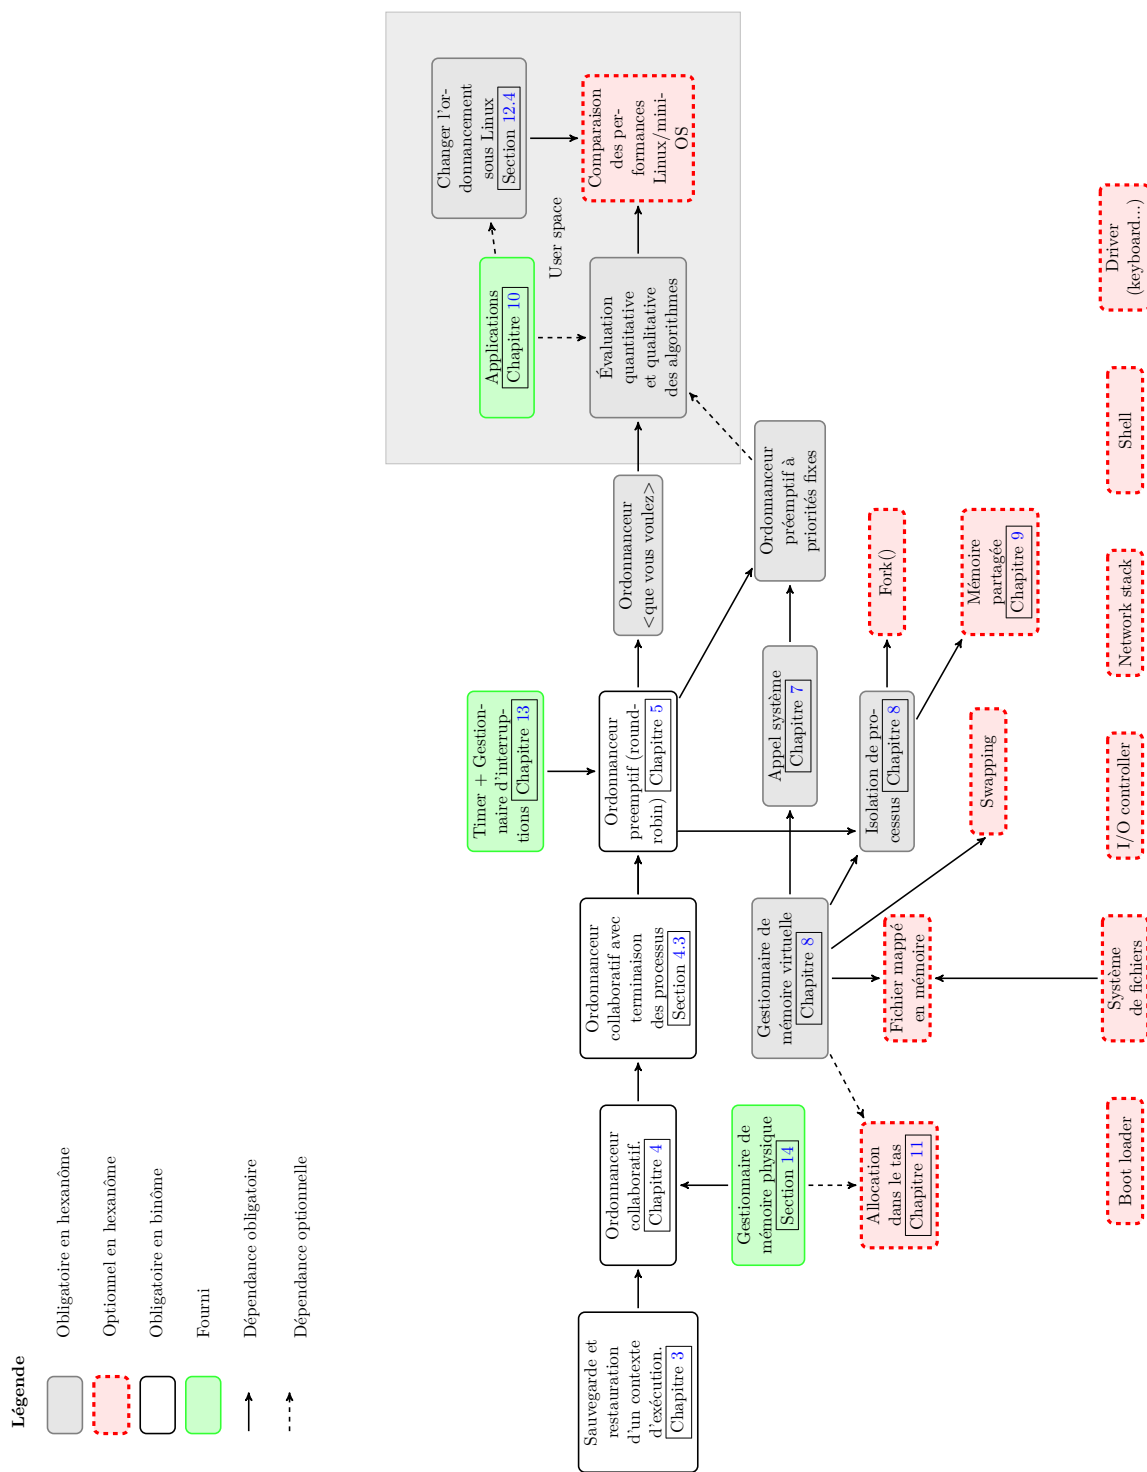 Légende
Obligatoire en hexanôme
Optionnel en hexanôme
Obligatoire en binôme
Fourni
Dépendance obligatoire
Dépendance optionnelle
Changer l'or-
donnancement
sous Linux
Section 12.4
Comparaison
des per-
formances
Linux/mini-
OS
Applications
Chapitre 10
User space
Évaluation
quantitative
et qualitative
des algorithmes
Timer + Gestion-
naire d'interrup-
tions Chapitre 13
Sauvegarde et
restauration
d'un contexte
d'exécution.
Chapitre 3
Ordonnanceur
collaboratif.
Chapitre 4
Ordonnanceur
collaboratif avec
terminaison
des processus
Section 4.3
Ordonnanceur
preemptif (round-
robin) Chapitre 5
Ordonnanceur
<que vous voulez>
Gestionnaire de
mémoire physique
Section 14
Gestionnaire de
mémoire virtuelle
Chapitre 8
Appel système
Chapitre 7
Ordonnanceur
préemptif à
priorités fixes
Allocation
dans le tas
Chapitre 11
Fichier mappé
en mémoire
Isolation de pro-
cessus Chapitre 8
Fork()
Swapping
Mémoire
partagée
Chapitre 9
Boot loader
Système
de fichiers
I/O controller
Network stack
Shell
Driver
(keyboard...)